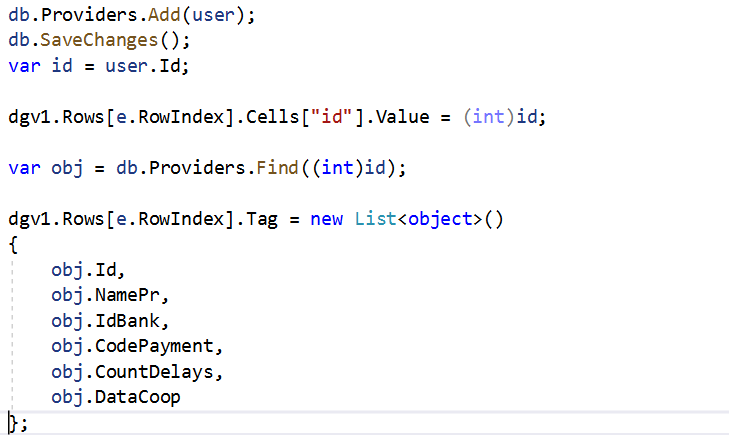 db.Providers.Add(user);
db.SaveChanges();
var id = user.Id;
dgv1.Rows[e.RowIndex].Cells["id"].Value = (int)id;
var obj = db.Providers.Find((int)id);
dgv1.Rows[e.RowIndex].Tag = new List<object>()
{
    obj.Id,
    obj.NamePr,
    obj.IdBank,
    obj.CodePayment,
    obj.CountDelays,
    obj.DataCoop
};